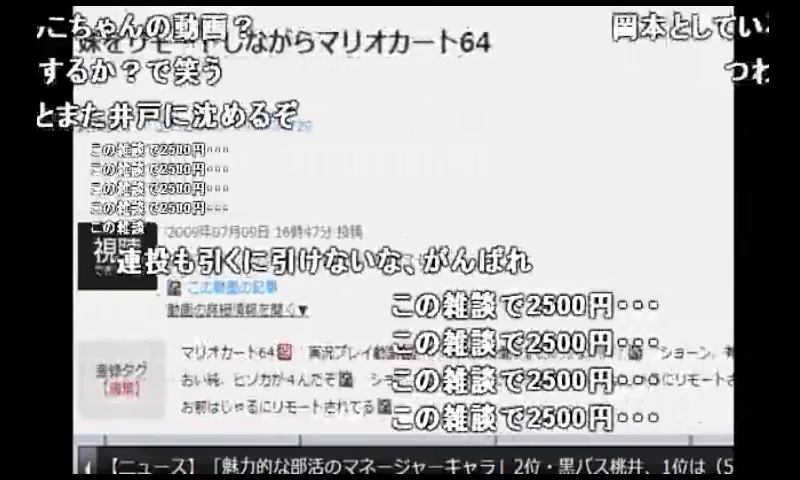 こちゃんの動画?
岡本としている
妹をリモートしながらマリオカート64
するか?で笑う
つわ
とまた井戸に沈めるぞ
この雑談で2500円･･･
この雑談で2500円･･･
この雑談で2500円･･･
この雑談で2500円･･･
この雑談
2009年07月09日 16時47分 投稿
視聴
連投も引くに引けないな、がんばれ
この動画の記事
動画の詳細情報を開く▼
この雑談で2500円･･･
この雑談で2500円･･･
マリオカート64 実況プレイ動画 ショーン、
登録タグ
【編集】
おい純、ヒソカが4んだぞ
この雑談で2500円･･･
にリモートさ
お前はじゃるにリモートされてる
この雑談で2500円･･･
【ニュース】「魅力的な部活のマネージャーキャラ」2位・黒バス桃井、1位は(5